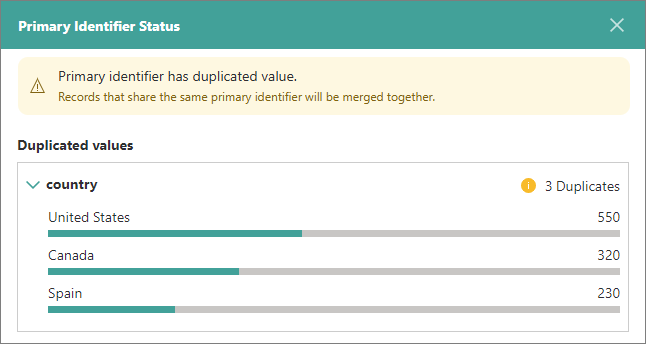 Primary Identifier Status
Primary identifier has duplicated value.
Records that share the same primary identifier will be merged together.
Duplicated values
country
3 Duplicates
United States
550
Canada
320
Spain
230